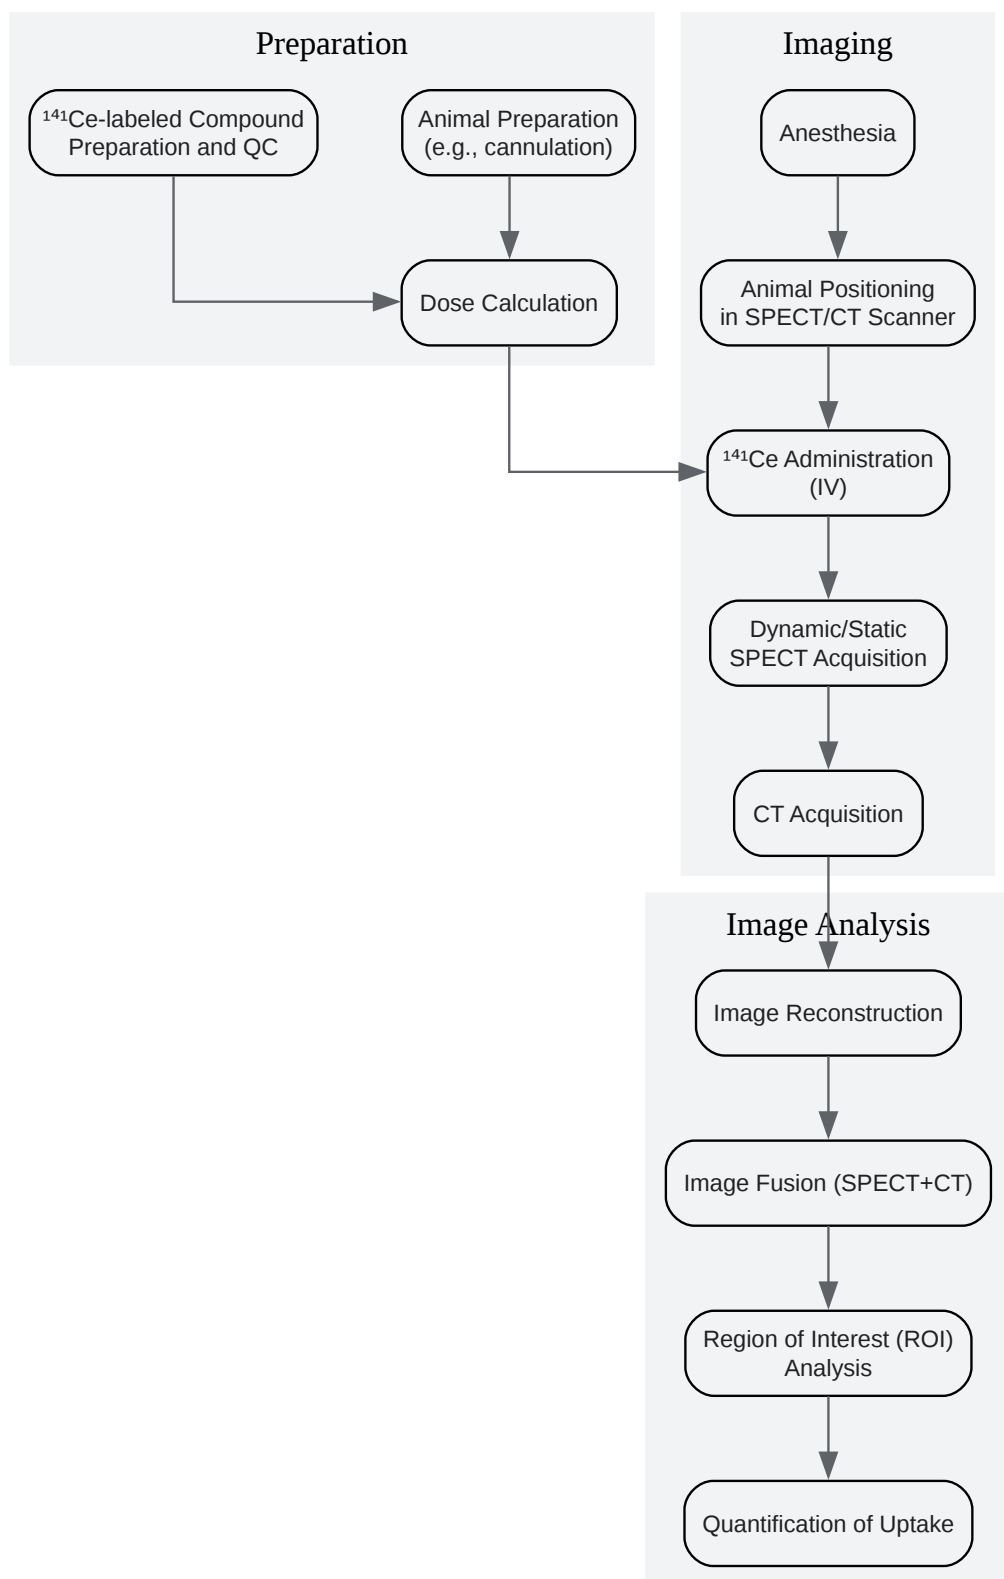 Preparation
¹⁴¹Ce-labeled Compound
Preparation and QC
Animal Preparation
(e.g., cannulation)
Dose Calculation
Imaging
Anesthesia
Animal Positioning
in SPECT/CT Scanner
¹⁴¹Ce Administration
(IV)
Dynamic/Static
SPECT Acquisition
CT Acquisition
Image Analysis
Image Reconstruction
Image Fusion (SPECT+CT)
Region of Interest (ROI)
Analysis
Quantification of Uptake